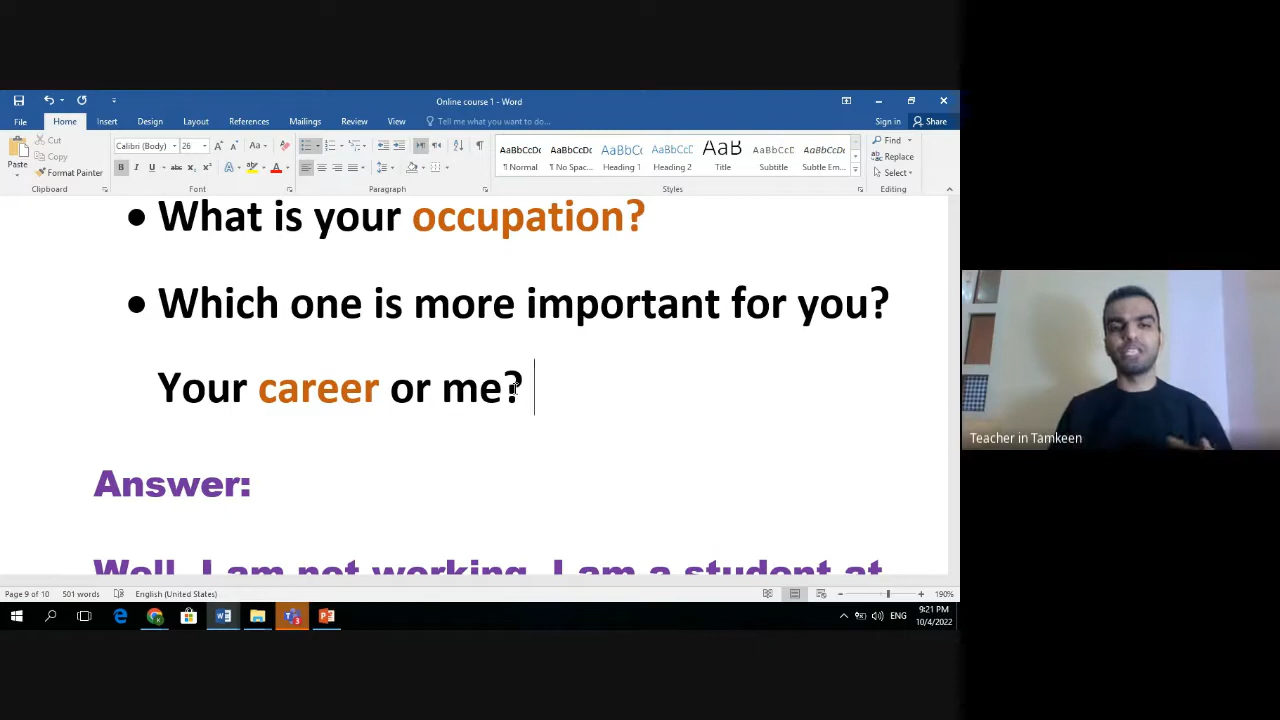 Online course 1 - Word
File Home Insert Design Layout References Mailings Review View Tell me what you want to do... Sign in Share
Cut
Copy
Format Painter
Paste
Calibri (Body) 26
AaBbCcDc AaBbCcDc AaBbCc AaBbCcC AaB AaBbCcD AaBbCcDc
¶ Normal ¶ No Spac... Heading 1 Heading 2 Title Subtitle Subtle Em...
Find
Replace
Select
Clipboard Font Paragraph Styles Editing
• What is your occupation?
• Which one is more important for you?
Your career or me?
Answer:
Well, I am not working. I am a student at
Teacher in Tamkeen
Page 9 of 10 501 words English (United States) 190%
ENG
9:21 PM
10/4/2022